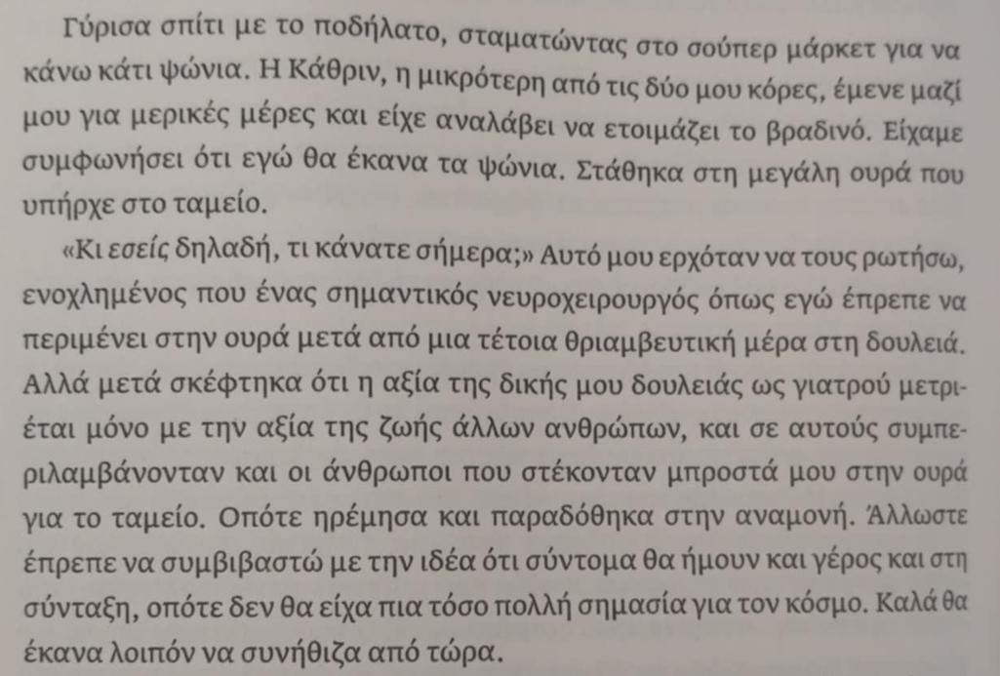 Γύρισα σπίτι με το ποδήλατο, σταματώντας στο σούπερ μάρκετ για να
κάνω κάτι ψώνια. Η Κάθριν, η μικρότερη από τις δύο μου κόρες, έμενε μαζί
μου για μερικές μέρες και είχε αναλάβει να ετοιμάζει το βραδινό. Είχαμε
συμφωνήσει ότι εγώ θα έκανα τα ψώνια. Στάθηκα στη μεγάλη ουρά που
υπήρχε στο ταμείο.
«Κι εσείς δηλαδή, τι κάνατε σήμερα;» Αυτό μου ερχόταν να τους ρωτήσω,
ενοχλημένος που ένας σημαντικός νευροχειρουργός όπως εγώ έπρεπε να
περιμένει στην ουρά μετά από μια τέτοια θριαμβευτική μέρα στη δουλειά.
Αλλά μετά σκέφτηκα ότι η αξία της δικής μου δουλειάς ως γιατρού μετρι-
έται μόνο με την αξία της ζωής άλλων ανθρώπων, και σε αυτούς συμπε-
ριλαμβάνονταν και οι άνθρωποι που στέκονταν μπροστά μου στην ουρά
για το ταμείο. Οπότε ηρέμησα και παραδόθηκα στην αναμονή. Άλλωστε
έπρεπε να συμβιβαστώ με την ιδέα ότι σύντομα θα ήμουν και γέρος και στη
σύνταξη, οπότε δεν θα είχα πια τόσο πολλή σημασία για τον κόσμο. Καλά θα
έκανα λοιπόν να συνήθιζα από τώρα.